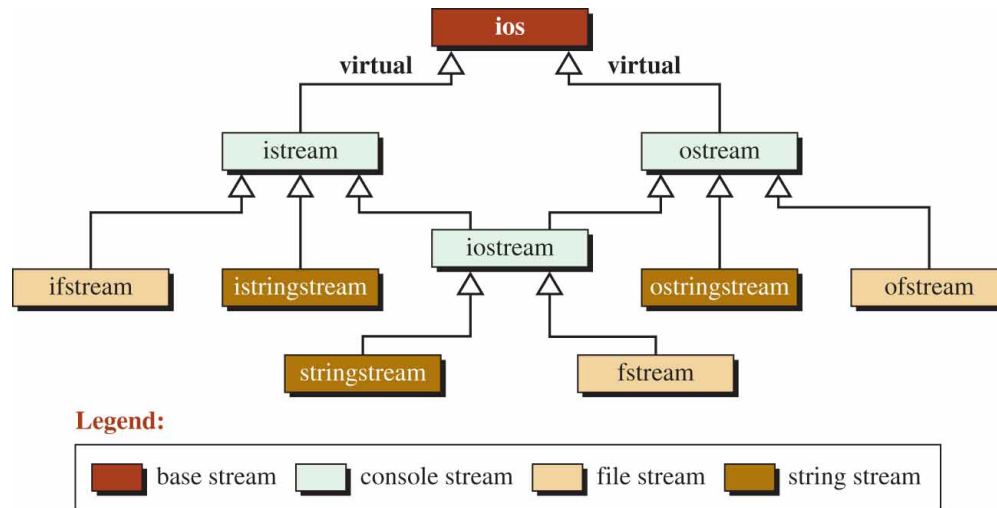 ios
virtual
virtual
istream
ostream
iostream
ifstream
istringstream
ostringstream
ofstream
stringstream
fstream
Legend:
base stream
console stream
file stream
string stream